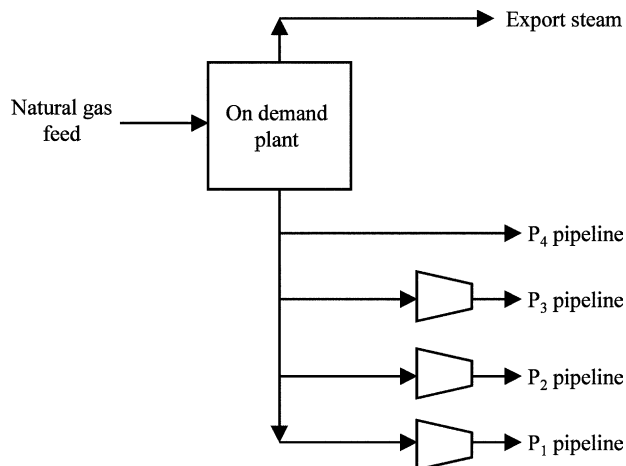 Export steam
Natural gas
feed
On demand
plant
P₄ pipeline
P₃ pipeline
P₂ pipeline
P₁ pipeline